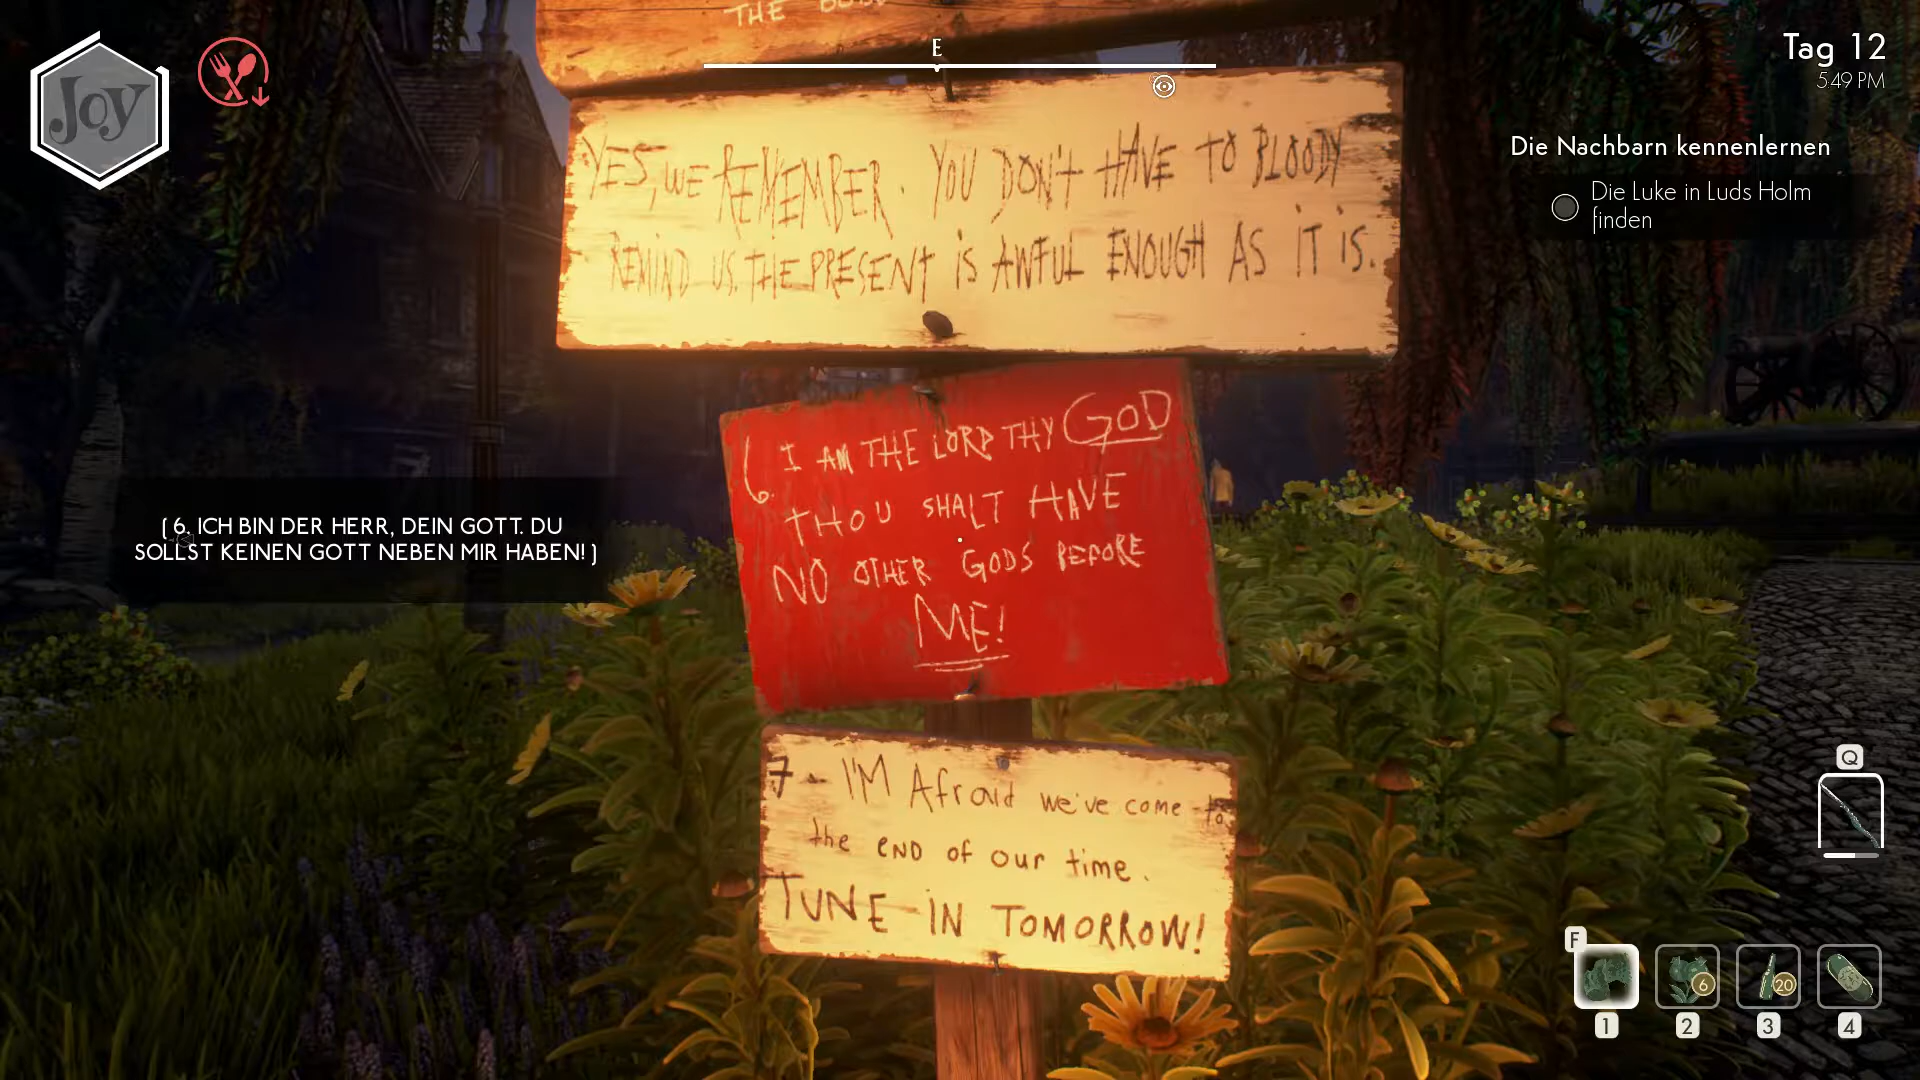 THE
Joy
E
Tag 12
5:49 PM
YES, WE REMEMBER. YOU DON'T HAVE TO BLOODY
REMIND US. THE PRESENT IS AWFUL ENOUGH AS IT IS.
Die Nachbarn kennenlernen
Die Luke in Luds Holm
finden
6. I AM THE LORD THY GOD
THOU SHALT HAVE
NO OTHER GODS BEFORE
ME!
( 6. ICH BIN DER HERR, DEIN GOTT. DU
SOLLST KEINEN GOTT NEBEN MIR HABEN! )
7 - I'M Afraid we've come to
the END of our time.
TUNE IN TOMORROW!
Q
F
6
20
1
2
3
4